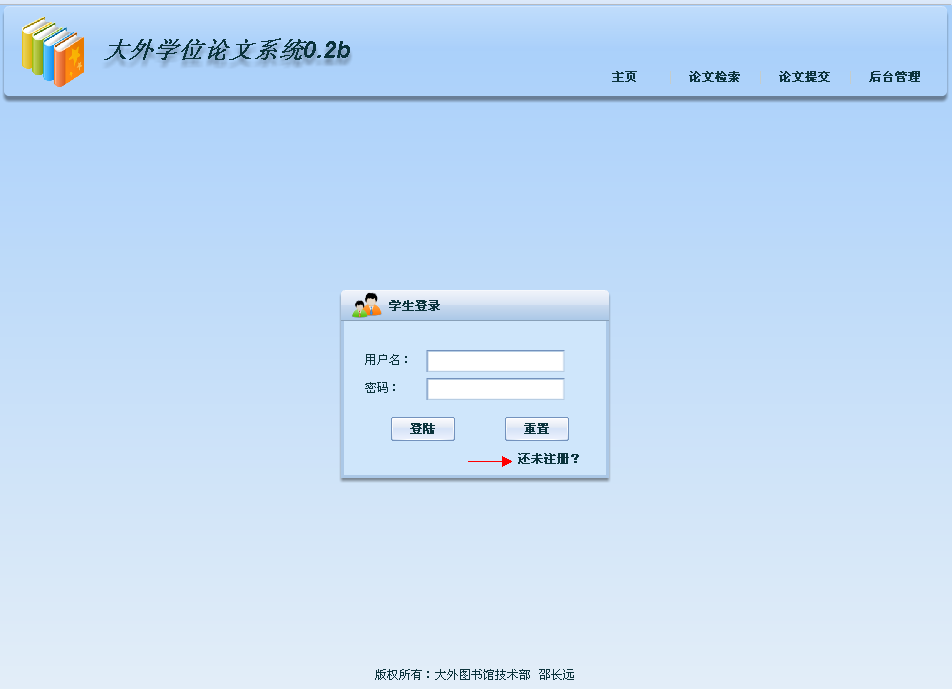 大外学位论文系统0.2b
主页 论文检索 论文提交 后台管理
学生登录
用户名：
密码：
登陆 重置
还未注册？
版权所有：大外图书馆技术部 邵长远